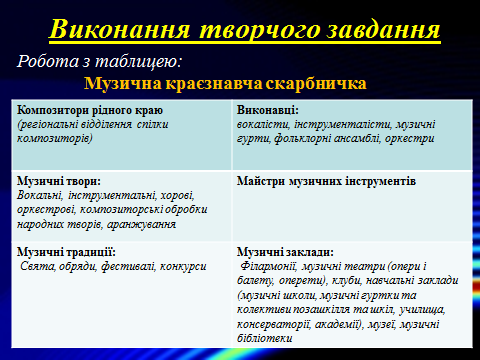 Виконання творчого завдання
Робота з таблицею:
Музична краєзнавча скарбничка
Композитори рідного краю
(регіональні відділення спілки
композиторів)
Виконавці:
вокалісти, інструменталісти, музичні
гурти, фольклорні ансамблі, оркестри
Музичні твори:
Вокальні, інструментальні, хорові,
оркестрові, композиторські обробки
народних творів, аранжування
Майстри музичних інструментів
Музичні традиції:
Свята, обряди, фестивалі, конкурси
Музичні заклади:
Філармонії, музичні театри (опери і
балету, оперети), клуби, навчальні заклади
(музичні школи, музичні гуртки та
колективи позашкілля та шкіл, училища,
консерваторії, академії), музеї, музичні
бібліотеки